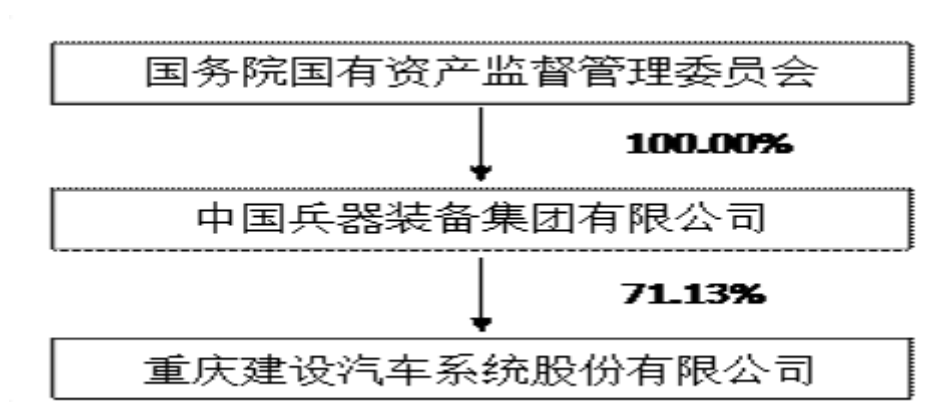 国务院国有资产监督管理委员会
100.00%
中国兵器装备集团有限公司
71.13%
重庆建设汽车系统股份有限公司